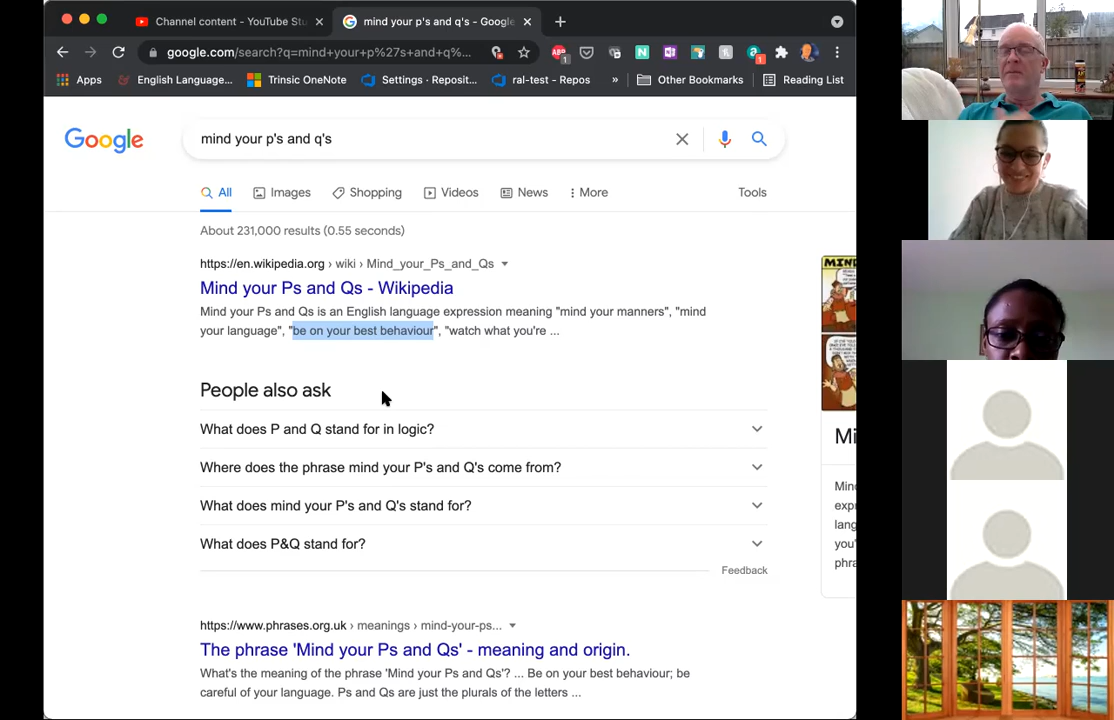 Channel content - YouTube Stu
mind your p's and q's - Google
google.com/search?q=mind+your+p%27s+and+q%...
Apps
English Language...
Trinsic OneNote
Settings · Reposit...
ral-test - Repos
»
Other Bookmarks
Reading List
Google
mind your p's and q's
All
Images
Shopping
Videos
News
More
Tools
About 231,000 results (0.55 seconds)
https://en.wikipedia.org › wiki › Mind_your_Ps_and_Qs
Mind your Ps and Qs - Wikipedia
Mind your Ps and Qs is an English language expression meaning "mind your manners", "mind
your language", "be on your best behaviour", "watch what you're ...
People also ask
What does P and Q stand for in logic?
Where does the phrase mind your P's and Q's come from?
What does mind your P's and Q's stand for?
What does P&Q stand for?
Feedback
https://www.phrases.org.uk › meanings › mind-your-ps...
The phrase 'Mind your Ps and Qs' - meaning and origin.
What's the meaning of the phrase 'Mind your Ps and Qs'? ... Be on your best behaviour; be
careful of your language. Ps and Qs are just the plurals of the letters ...
MIND
Mi
Mind
expr
lang
you'
phra